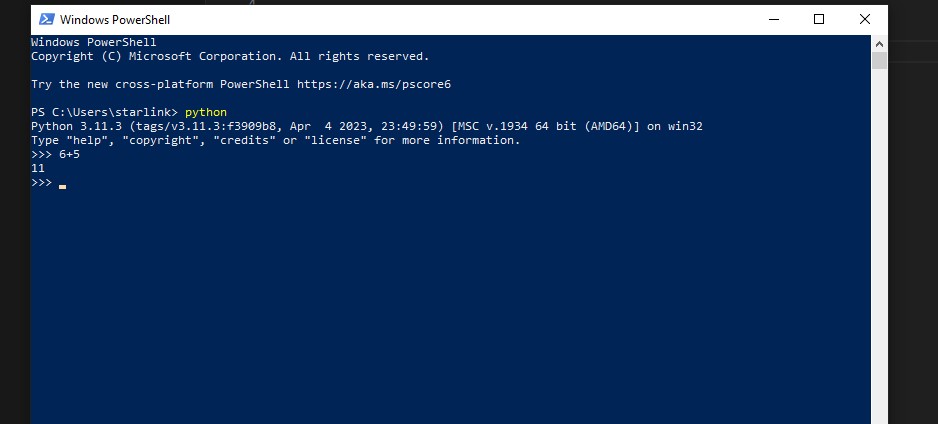 Windows PowerShell
Windows PowerShell
Copyright (C) Microsoft Corporation. All rights reserved.
Try the new cross-platform PowerShell https://aka.ms/pscore6
PS C:\Users\starlink> python
Python 3.11.3 (tags/v3.11.3:f3909b8, Apr  4 2023, 23:49:59) [MSC v.1934 64 bit (AMD64)] on win32
Type "help", "copyright", "credits" or "license" for more information.
>>> 6+5
11
>>>